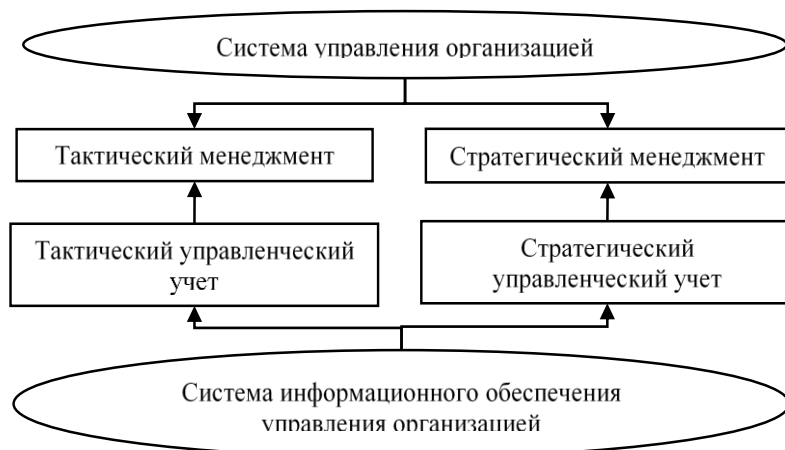 Система управления организацией
Тактический менеджмент
Стратегический менеджмент
Тактический управленческий
учет
Стратегический
управленческий учет
Система информационного обеспечения
управления организацией